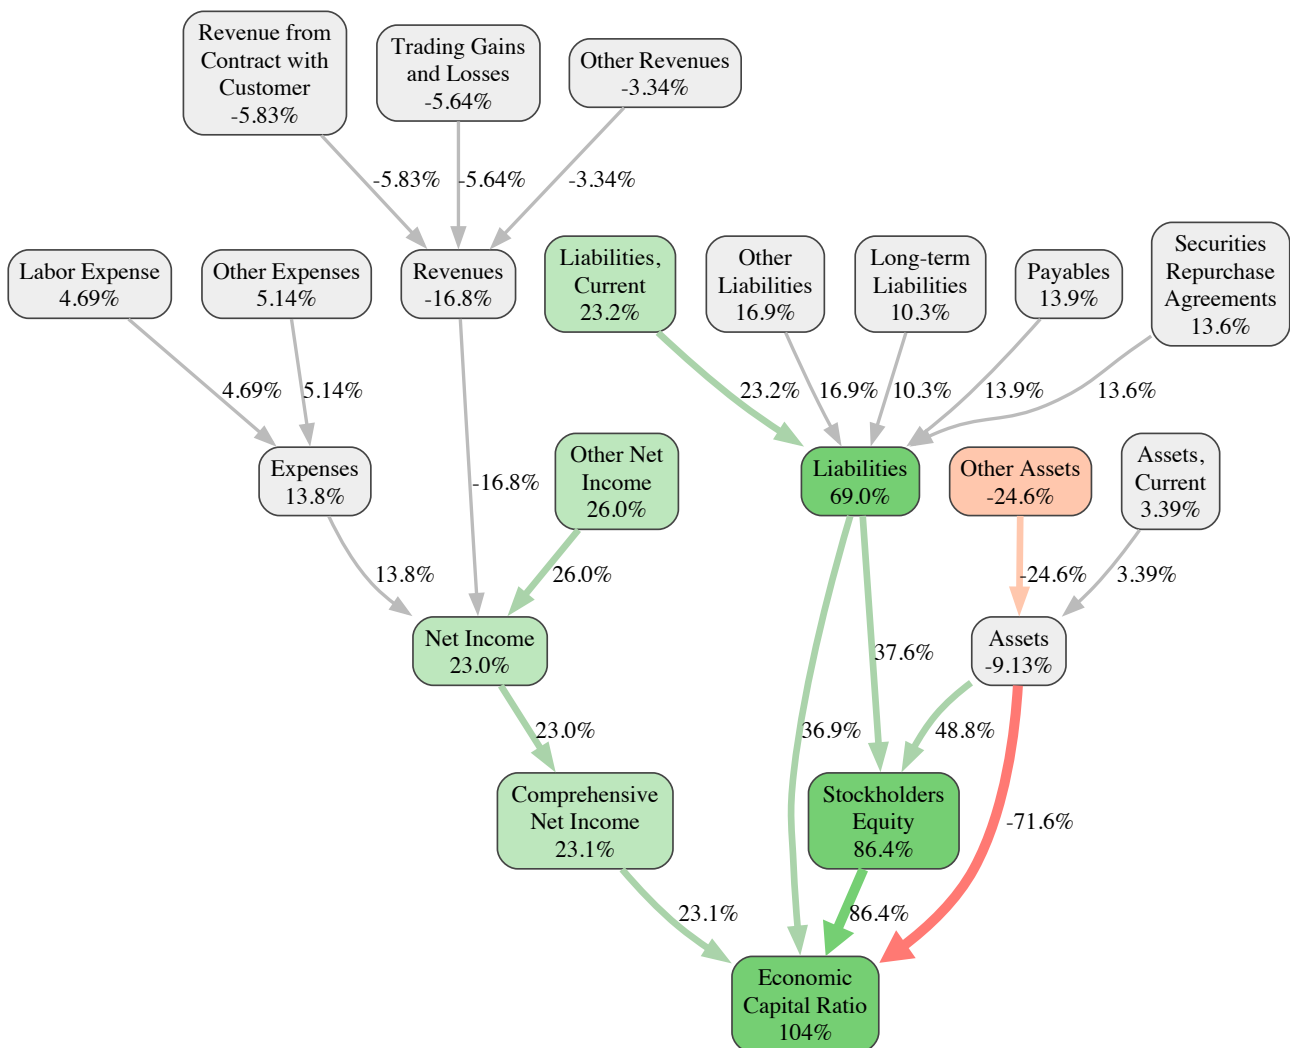 Revenue from
Contract with
Customer
-5.83%
Trading Gains
and Losses
-5.64%
Other Revenues
-3.34%
-5.83%
-5.64%
-3.34%
Labor Expense
4.69%
Other Expenses
5.14%
Revenues
-16.8%
Liabilities,
Current
23.2%
Other
Liabilities
16.9%
Long-term
Liabilities
10.3%
Payables
13.9%
Securities
Repurchase
Agreements
13.6%
4.69%
5.14%
23.2%
16.9%
10.3%
13.9%
13.6%
Expenses
13.8%
-16.8%
Other Net
Income
26.0%
Liabilities
69.0%
Other Assets
-24.6%
Assets,
Current
3.39%
13.8%
26.0%
-24.6%
3.39%
Net Income
23.0%
37.6%
Assets
-9.13%
23.0%
36.9%
48.8%
Comprehensive
Net Income
23.1%
Stockholders
Equity
86.4%
-71.6%
23.1%
86.4%
Economic
Capital Ratio
104%